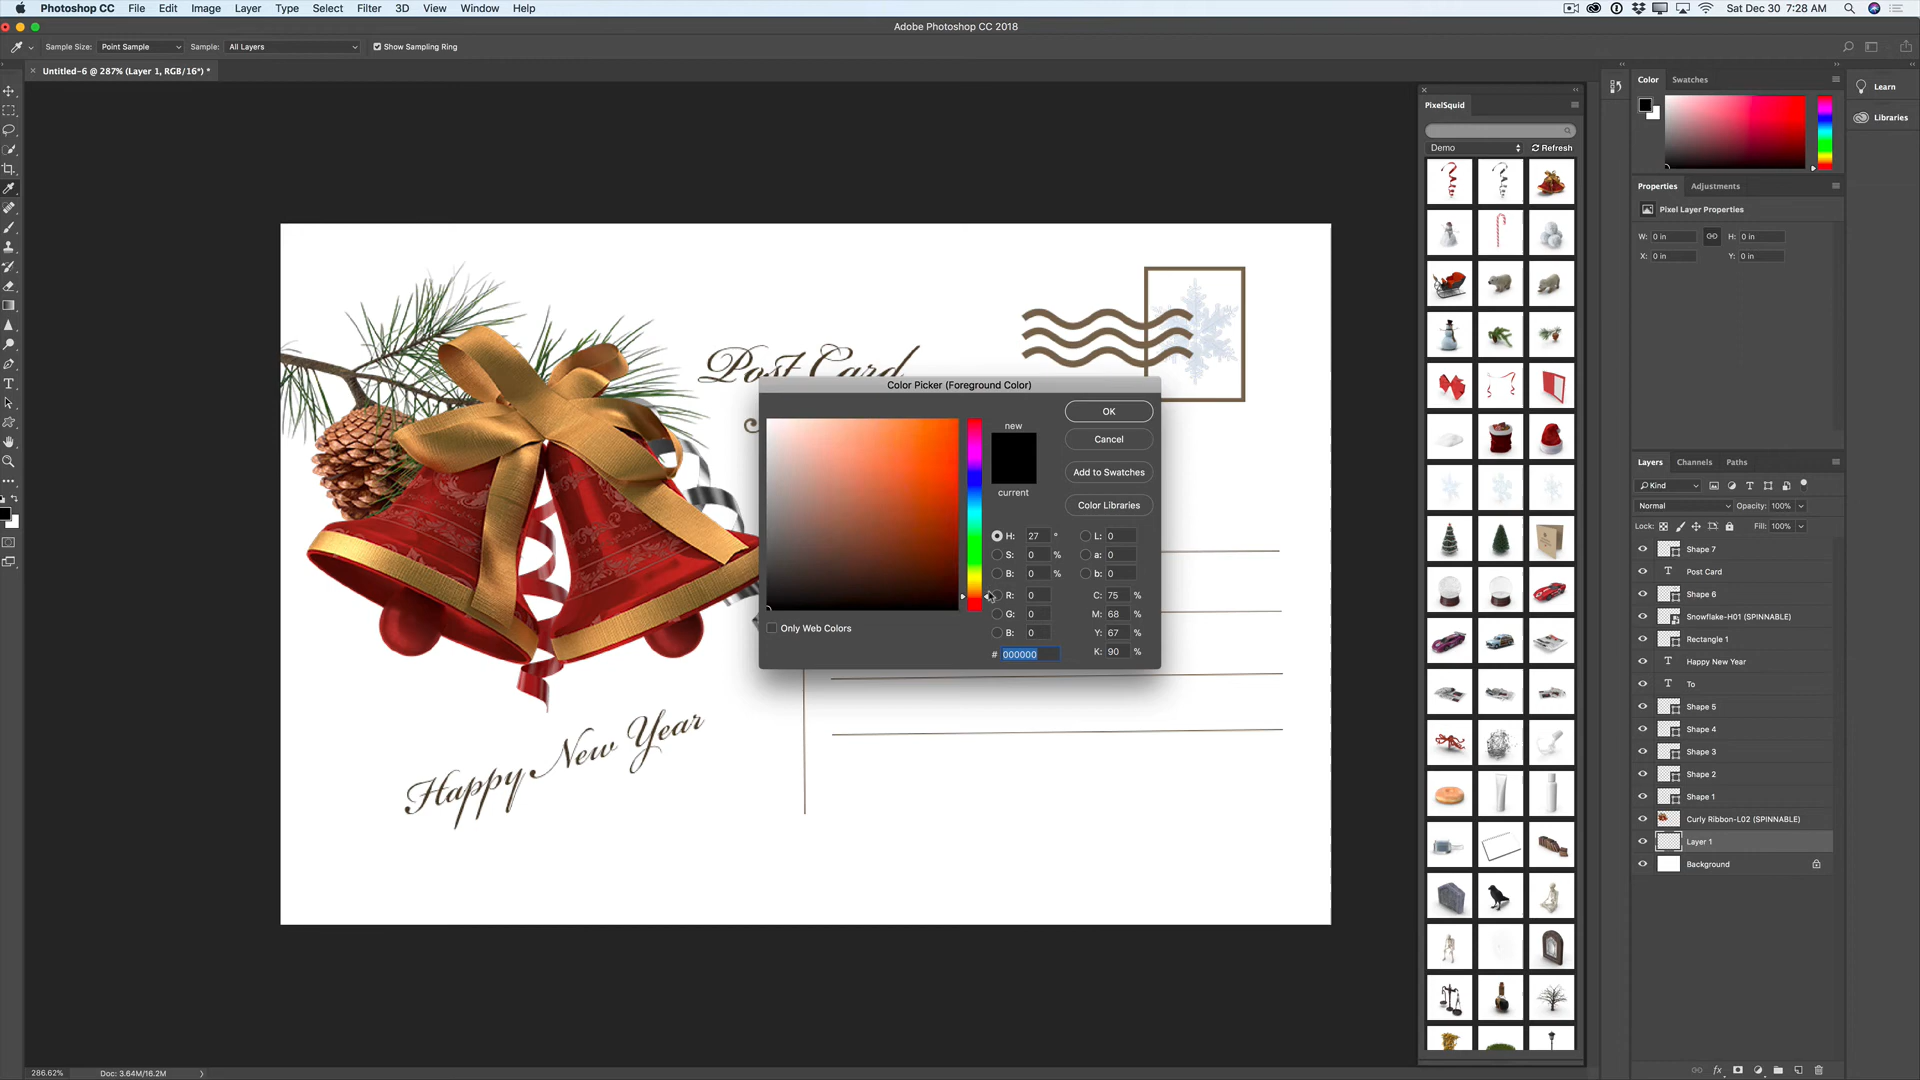 Photoshop CC File Edit Image Layer Type Select Filter 3D View Window Help Sat Dec 30 7:28 AM
Adobe Photoshop CC 2018
Sample Size: Point Sample Sample: All Layers Show Sampling Ring
Untitled-6 @ 287% (Layer 1, RGB/16*) *
Post Card
Happy New Year
Color Picker (Foreground Color)
new
current
OK
Cancel
Add to Swatches
Color Libraries
H: 27 ° L: 0
S: 0 % a: 0
B: 0 % b: 0
R: 0 C: 75 %
G: 0 M: 68 %
B: 0 Y: 67 %
# 000000 K: 90 %
Only Web Colors
PixelSquid
Demo Refresh
Color Swatches
Learn
Libraries
Properties Adjustments
Pixel Layer Properties
W: 0 in H: 0 in
X: 0 in Y: 0 in
Layers Channels Paths
Kind
Normal Opacity: 100%
Lock: Fill: 100%
Shape 7
Post Card
Shape 6
Snowflake-H01 (SPINNABLE)
Rectangle 1
Happy New Year
To
Shape 5
Shape 4
Shape 3
Shape 2
Shape 1
Curly Ribbon-L02 (SPINNABLE)
Layer 1
Background
286.62% Doc: 3.64M/16.2M